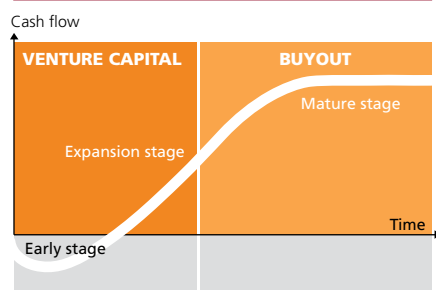 Cash flow
VENTURE CAPITAL
BUYOUT
Mature stage
Expansion stage
Time
Early stage